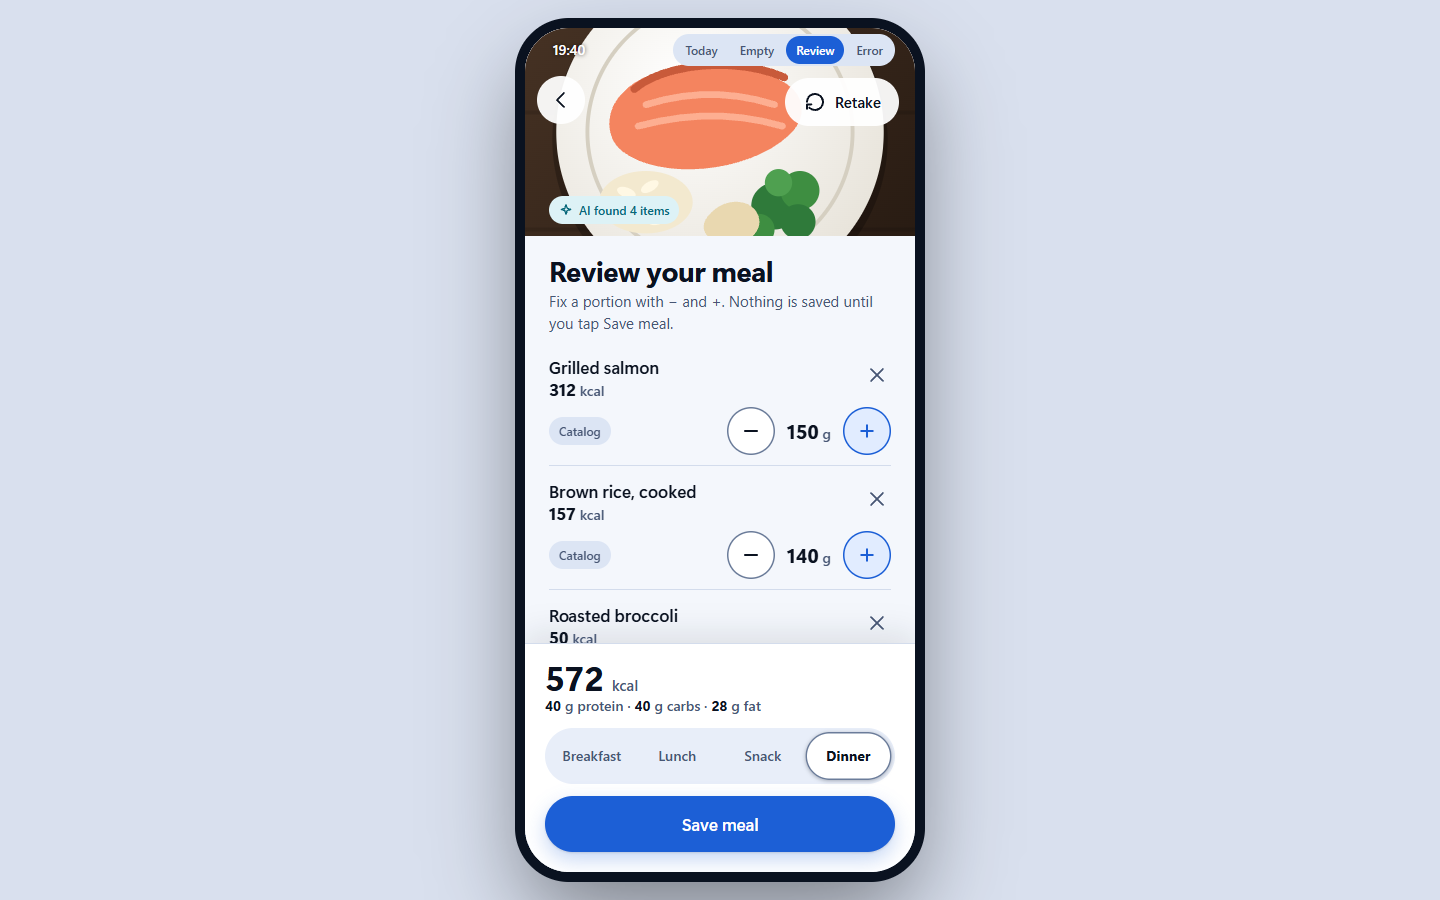 19:40
Today Empty Review Error
Retake
AI found 4 items
Review your meal
Fix a portion with − and +. Nothing is saved until
you tap Save meal.
Grilled salmon
312 kcal
Catalog
150 g
Brown rice, cooked
157 kcal
Catalog
140 g
Roasted broccoli
50 kcal
572 kcal
40 g protein · 40 g carbs · 28 g fat
Breakfast Lunch Snack Dinner
Save meal